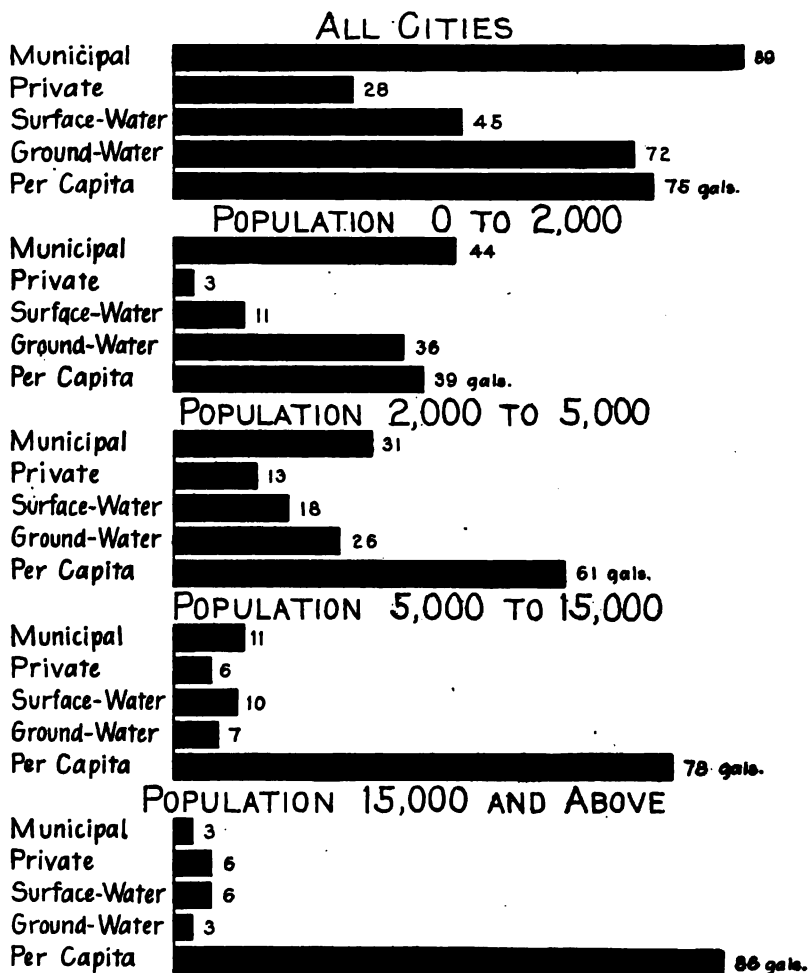 ALL CITIES
Municipal 89
Private 28
Surface-Water 45
Ground-Water 72
Per Capita 75 gals.
POPULATION 0 TO 2,000
Municipal 44
Private 3
Surface-Water 11
Ground-Water 36
Per Capita 39 gals.
POPULATION 2,000 TO 5,000
Municipal 31
Private 13
Surface-Water 18
Ground-Water 26
Per Capita 61 gals.
POPULATION 5,000 TO 15,000
Municipal 11
Private 6
Surface-Water 10
Ground-Water 7
Per Capita 78 gals.
POPULATION 15,000 AND ABOVE
Municipal 3
Private 6
Surface-Water 6
Ground-Water 3
Per Capita 86 gals.